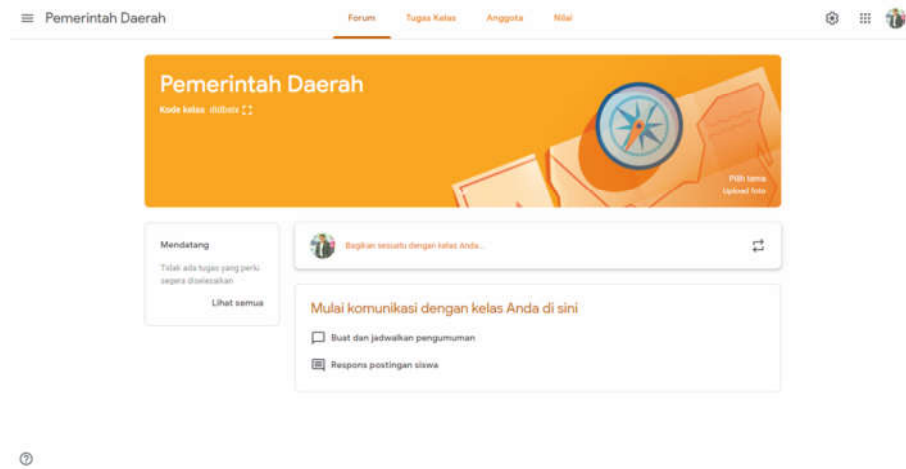 Pemerintah Daerah
Forum Tugas Kelas Anggota Nilai
Pemerintah Daerah
Kode kelas
Pilih tema
Upload foto
Mendatang
Tidak ada tugas yang perlu
segera diselesaikan
Lihat semua
Bagikan sesuatu dengan kelas Anda...
Mulai komunikasi dengan kelas Anda di sini
Buat dan jadwalkan pengumuman
Respons postingan siswa